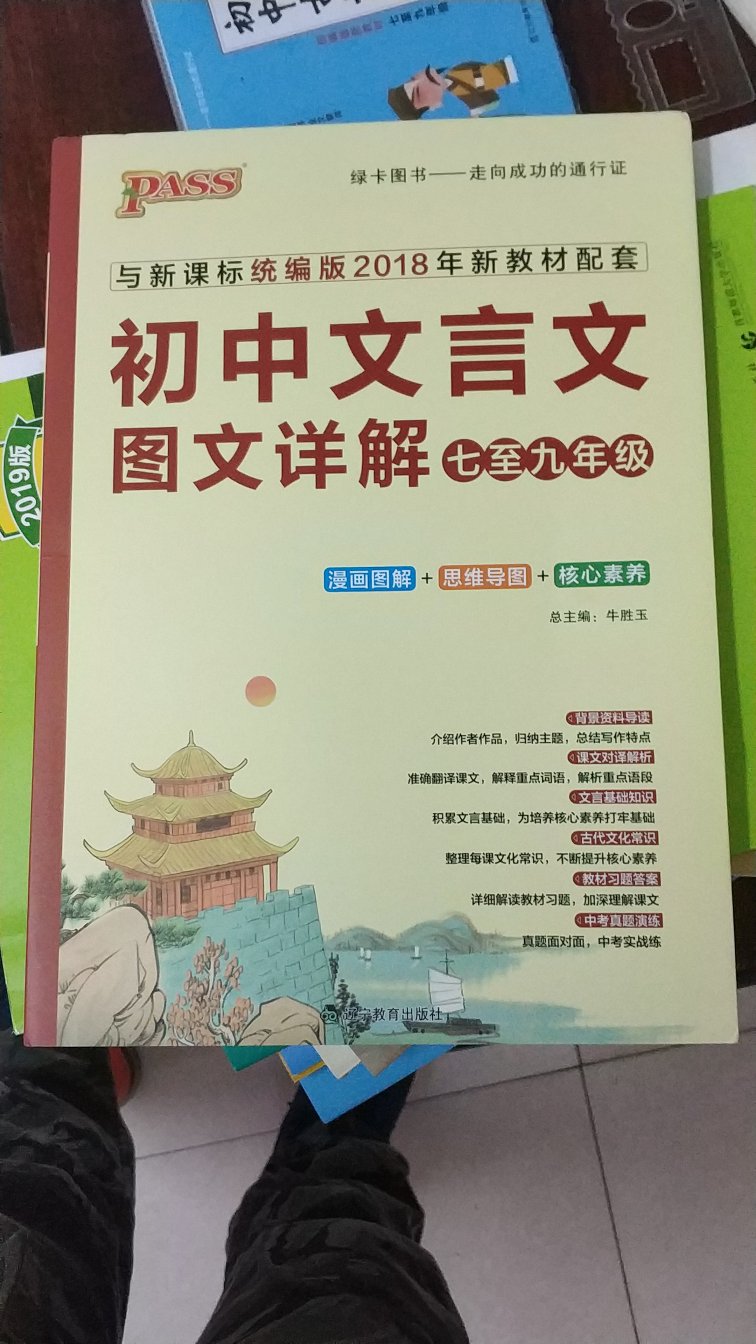 初中
七至九年级
PASS
绿卡图书——走向成功的通行证
与新课标统编版2018年新教材配套
初中文言文
图文详解 七至九年级
2019版
漫画图解+思维导图+核心素养
总主编：牛胜玉
背景资料导读
介绍作者作品，归纳主题，总结写作特点
课文对译解析
准确翻译课文，解释重点词语，解析重点语段
文言基础知识
积累文言基础，为培养核心素养打牢基础
古代文化常识
整理每课文化常识，不断提升核心素养
教材习题答案
详细解读教材习题，加深理解课文
中考真题演练
真题面对面，中考实战练
辽宁教育出版社